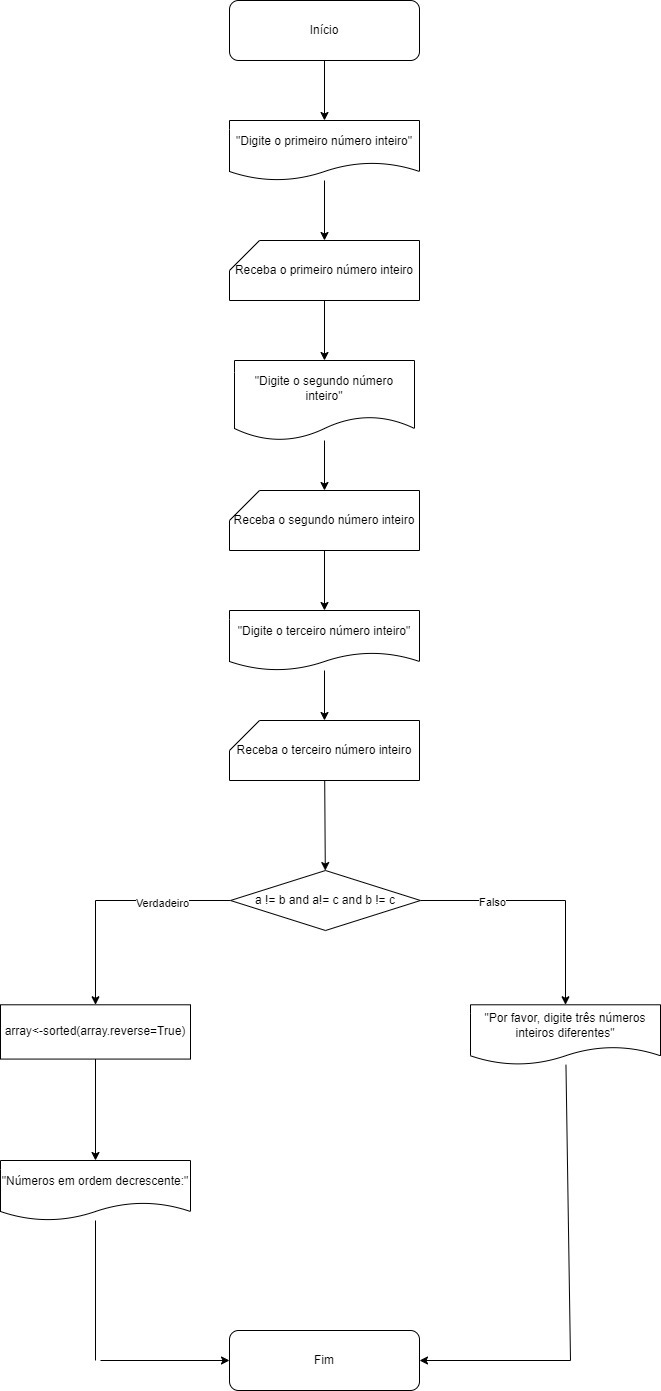 Início
"Digite o primeiro número inteiro"
Receba o primeiro número inteiro
"Digite o segundo número
inteiro"
Receba o segundo número inteiro
"Digite o terceiro número inteiro"
Receba o terceiro número inteiro
a != b and a!= c and b != c
Verdadeiro
Falso
array<-sorted(array.reverse=True)
"Por favor, digite três números
inteiros diferentes"
"Números em ordem decrescente:"
Fim